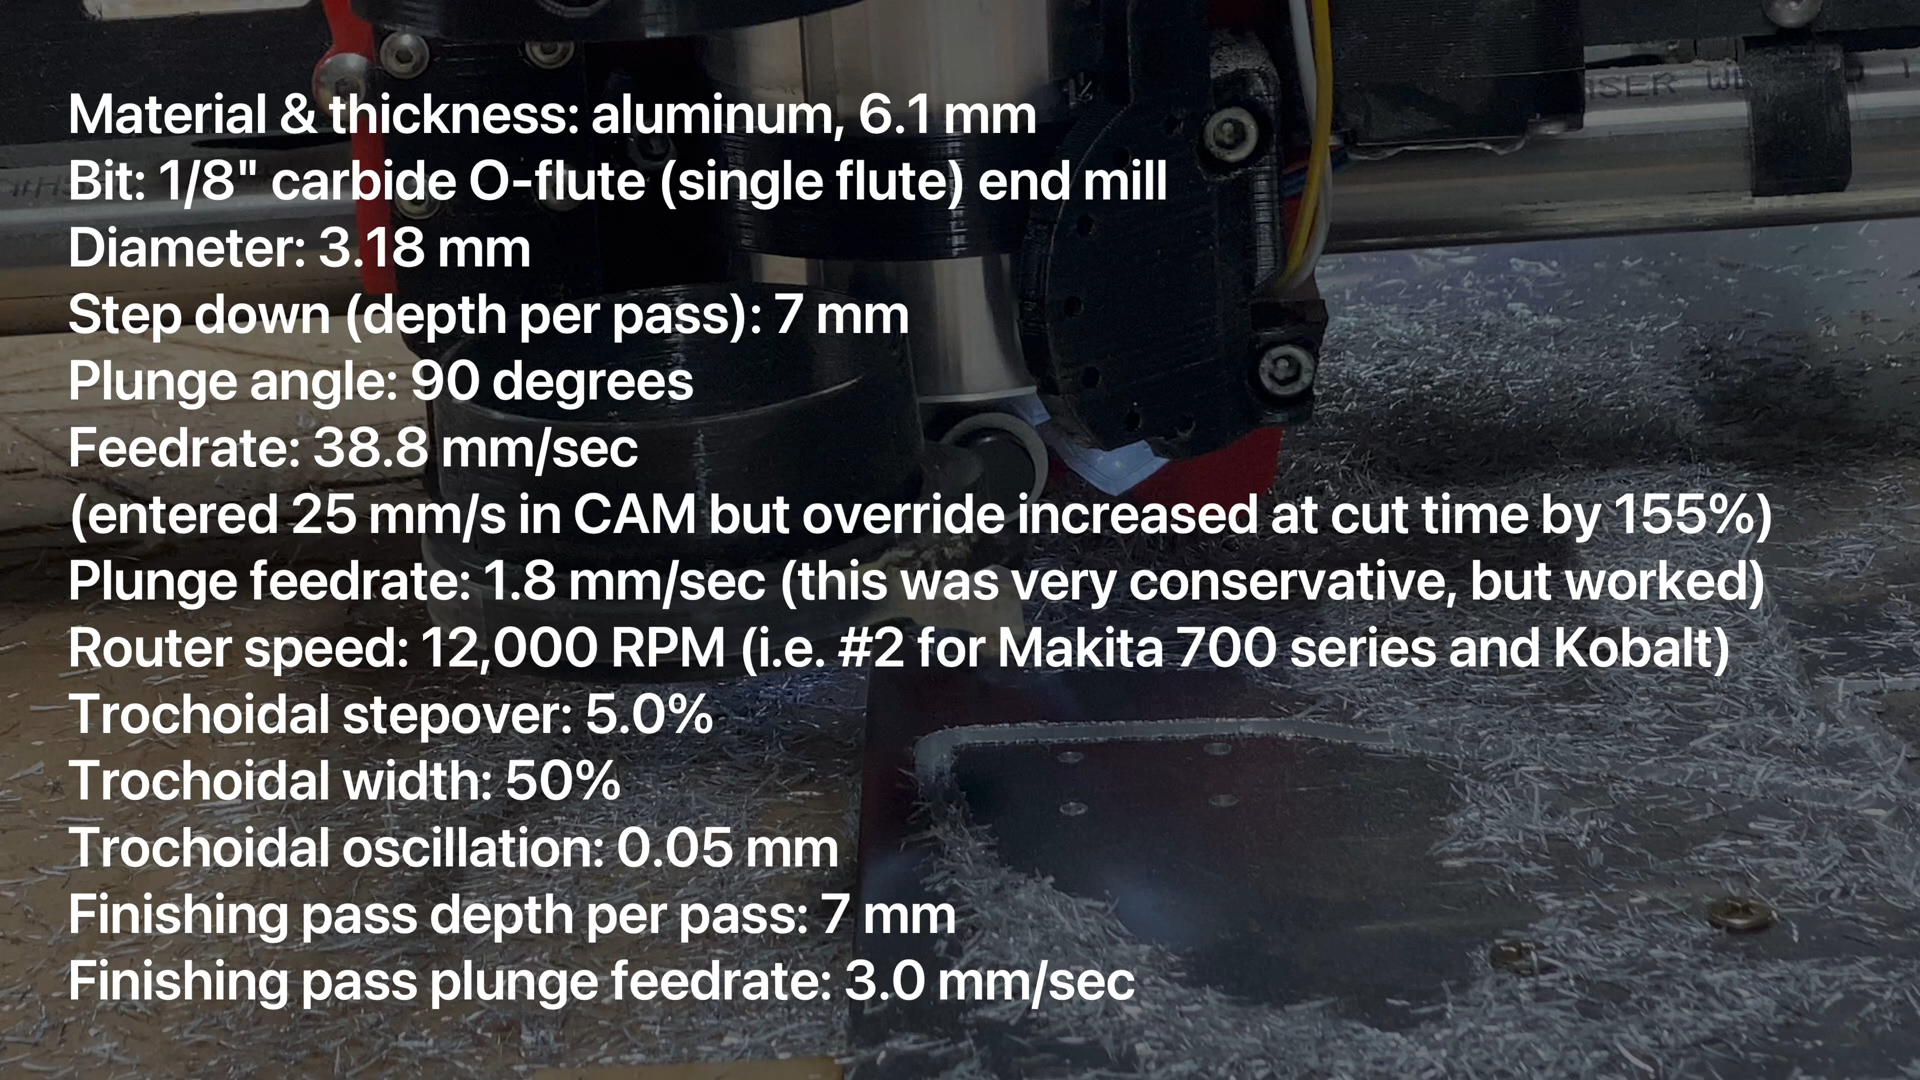 Material & thickness: aluminum, 6.1 mm
Bit: 1/8" carbide O-flute (single flute) end mill
Diameter: 3.18 mm
Step down (depth per pass): 7 mm
Plunge angle: 90 degrees
Feedrate: 38.8 mm/sec
(entered 25 mm/s in CAM but override increased at cut time by 155%)
Plunge feedrate: 1.8 mm/sec (this was very conservative, but worked)
Router speed: 12,000 RPM (i.e. #2 for Makita 700 series and Kobalt)
Trochoidal stepover: 5.0%
Trochoidal width: 50%
Trochoidal oscillation: 0.05 mm
Finishing pass depth per pass: 7 mm
Finishing pass plunge feedrate: 3.0 mm/sec